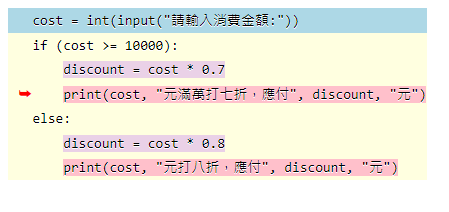 cost = int(input("請輸入消費金額:"))
if (cost >= 10000):
    discount = cost * 0.7
    print(cost, "元滿萬打七折，應付", discount, "元")
else:
    discount = cost * 0.8
    print(cost, "元打八折，應付", discount, "元")